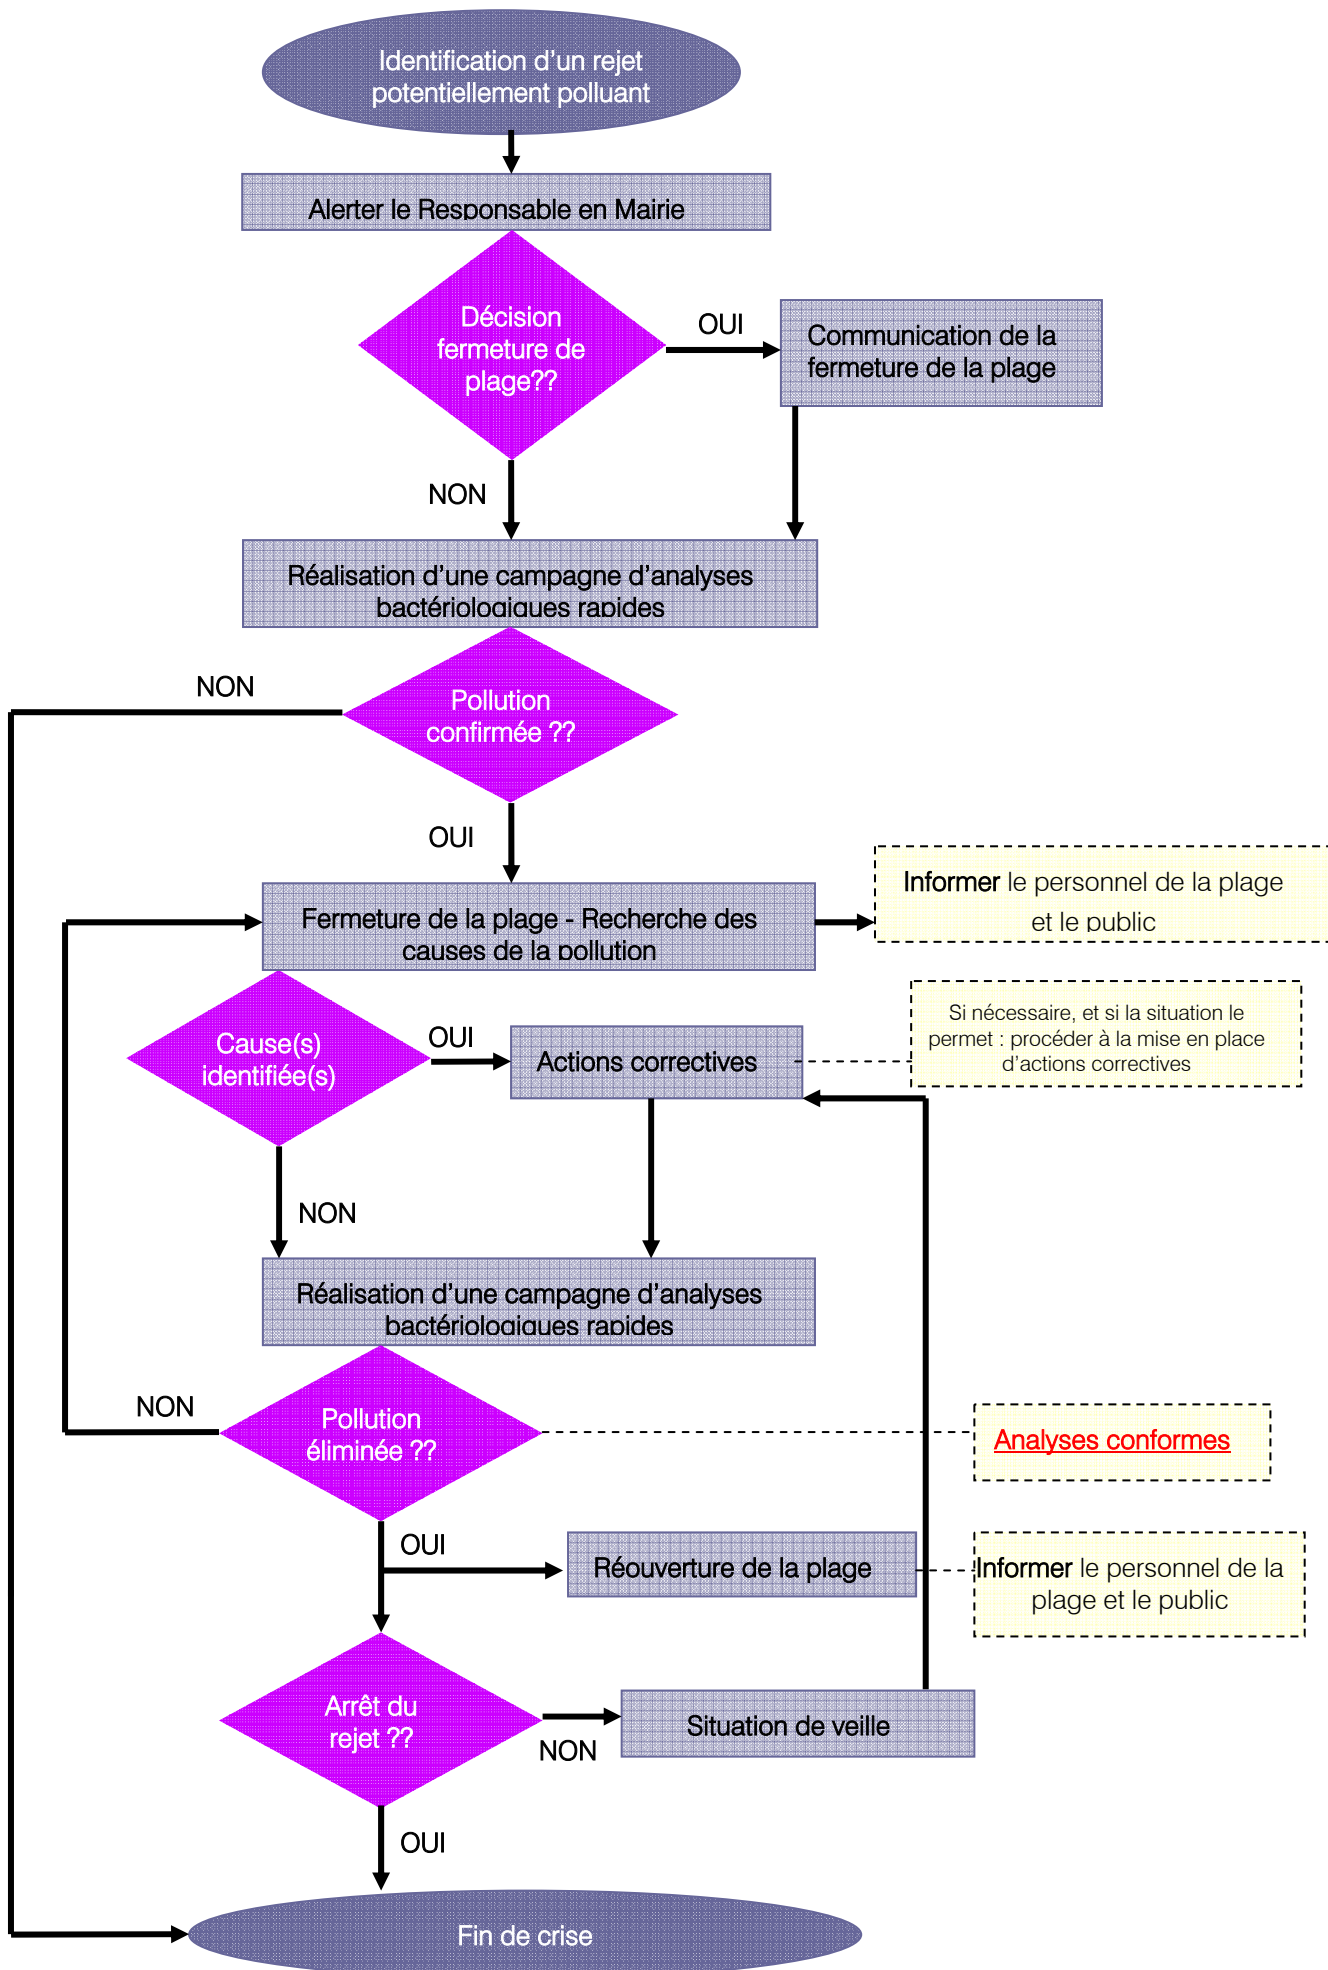 Identification d'un rejet
potentiellement polluant
Alerter le Responsable en Mairie
Décision
fermeture de
plage??
OUI
Communication de la
fermeture de la plage
NON
Réalisation d'une campagne d'analyses
bactériologiques rapides
NON
Pollution
confirmée ??
OUI
Informer le personnel de la plage
et le public
Fermeture de la plage - Recherche des
causes de la pollution
Si nécessaire, et si la situation le
permet : procéder à la mise en place
d'actions correctives
Cause(s)
identifiée(s)
OUI
Actions correctives
NON
Réalisation d'une campagne d'analyses
bactériologiques rapides
NON
Pollution
éliminée ??
Analyses conformes
OUI
Réouverture de la plage
Informer le personnel de la
plage et le public
Arrêt du
rejet ??
NON
Situation de veille
OUI
Fin de crise